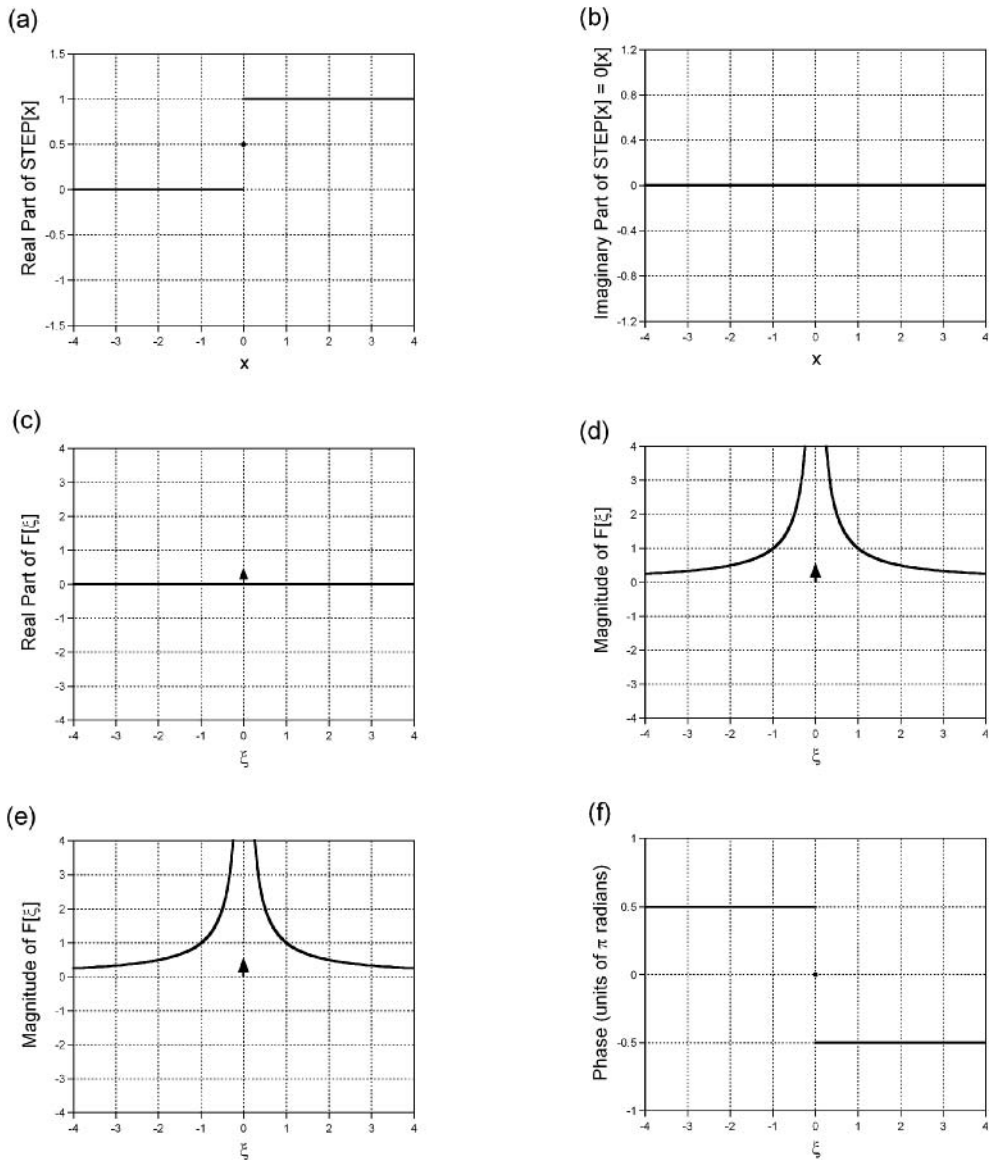 (a)
Real Part of STEP[x]
1.5
1
0.5
0
-0.5
-1
-1.5
-4 -3 -2 -1 0 1 2 3 4
x
(b)
Imaginary Part of STEP[x] = 0[x]
1.2
0.8
0.4
0
-0.4
-0.8
-1.2
-4 -3 -2 -1 0 1 2 3 4
x
(c)
Real Part of F[ξ]
4
3
2
1
0
-1
-2
-3
-4
-4 -3 -2 -1 0 1 2 3 4
ξ
(d)
Magnitude of F[ξ]
4
3
2
1
0
-1
-2
-3
-4
-4 -3 -2 -1 0 1 2 3 4
ξ
(e)
Magnitude of F[ξ]
4
3
2
1
0
-1
-2
-3
-4
-4 -3 -2 -1 0 1 2 3 4
ξ
(f)
Phase (units of π radians)
1
0.5
0
-0.5
-1
-4 -3 -2 -1 0 1 2 3 4
ξ